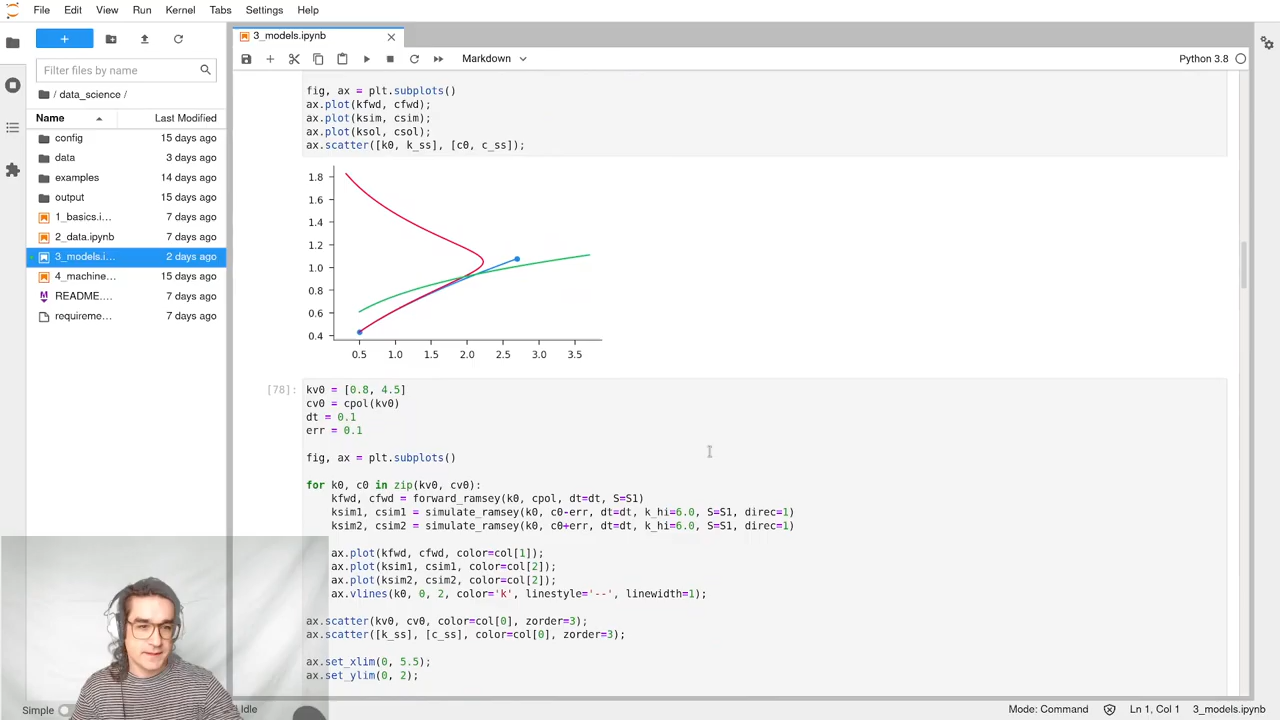 File Edit View Run Kernel Tabs Settings Help
3_models.ipynb
Filter files by name
Markdown
Python 3.8
/ data_science /
Name Last Modified
config 15 days ago
data 3 days ago
examples 14 days ago
output 15 days ago
1_basics.i… 7 days ago
2_data.ipynb 7 days ago
3_models.i… 2 days ago
4_machine… 15 days ago
README.… 7 days ago
requireme… 7 days ago
fig, ax = plt.subplots()
ax.plot(kfwd, cfwd);
ax.plot(ksim, csim);
ax.plot(ksol, csol);
ax.scatter([k0, k_ss], [c0, c_ss]);
1.8
1.6
1.4
1.2
1.0
0.8
0.6
0.4
0.5 1.0 1.5 2.0 2.5 3.0 3.5
[78]:
kv0 = [0.8, 4.5]
cv0 = cpol(kv0)
dt = 0.1
err = 0.1
fig, ax = plt.subplots()
for k0, c0 in zip(kv0, cv0):
kfwd, cfwd = forward_ramsey(k0, cpol, dt=dt, S=S1)
ksim1, csim1 = simulate_ramsey(k0, c0-err, dt=dt, k_hi=6.0, S=S1, direc=1)
ksim2, csim2 = simulate_ramsey(k0, c0+err, dt=dt, k_hi=6.0, S=S1, direc=1)
ax.plot(kfwd, cfwd, color=col[1]);
ax.plot(ksim1, csim1, color=col[2]);
ax.plot(ksim2, csim2, color=col[2]);
ax.vlines(k0, 0, 2, color='k', linestyle='--', linewidth=1);
ax.scatter(kv0, cv0, color=col[0], zorder=3);
ax.scatter([k_ss], [c_ss], color=col[0], zorder=3);
ax.set_xlim(0, 5.5);
ax.set_ylim(0, 2);
Simple
Idle
Mode: Command
Ln 1, Col 1
3_models.ipynb